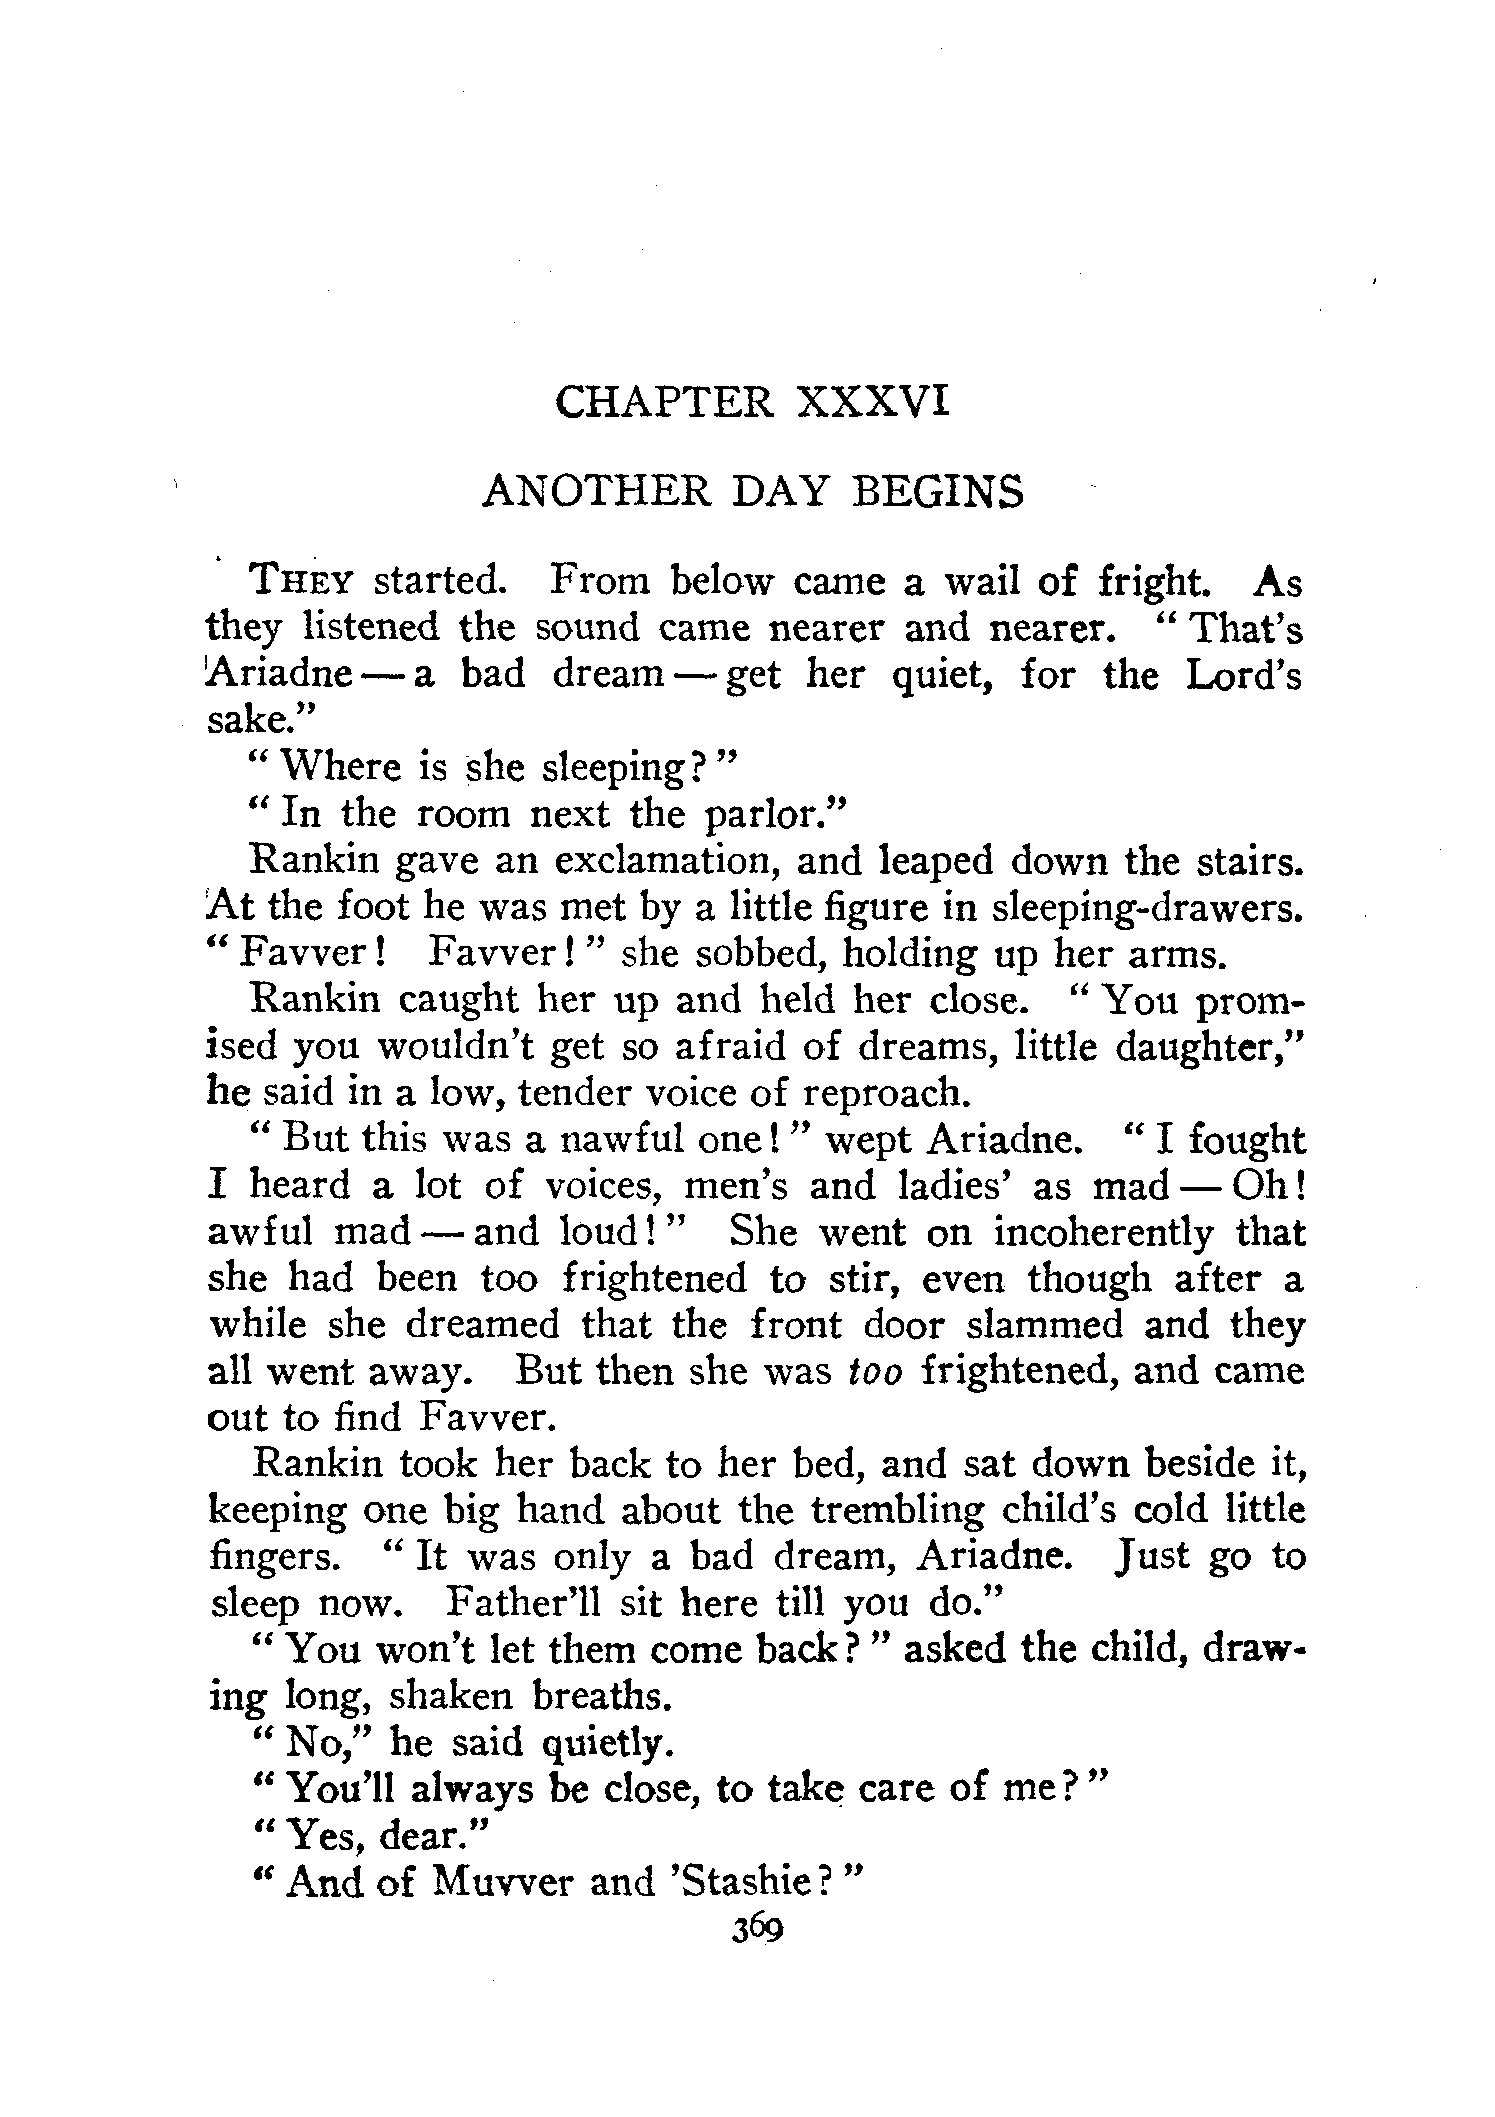 CHAPTER XXXVI
ANOTHER DAY BEGINS
THEY started. From below came a wail of fright. As
they listened the sound came nearer and nearer. " That's
Ariadne — a bad dream — get her quiet, for the Lord's
sake."
" Where is she sleeping? "
" In the room next the parlor."
Rankin gave an exclamation, and leaped down the stairs.
At the foot he was met by a little figure in sleeping-drawers.
" Favver! Favver! " she sobbed, holding up her arms.
Rankin caught her up and held her close. " You prom-
ised you wouldn't get so afraid of dreams, little daughter,"
he said in a low, tender voice of reproach.
" But this was a nawful one! " wept Ariadne. " I fought
I heard a lot of voices, men's and ladies' as mad — Oh!
awful mad — and loud! " She went on incoherently that
she had been too frightened to stir, even though after a
while she dreamed that the front door slammed and they
all went away. But then she was too frightened, and came
out to find Favver.
Rankin took her back to her bed, and sat down beside it,
keeping one big hand about the trembling child's cold little
fingers. " It was only a bad dream, Ariadne. Just go to
sleep now. Father'll sit here till you do."
" You won't let them come back? " asked the child, draw-
ing long, shaken breaths.
" No," he said quietly.
" You'll always be close, to take care of me? "
" Yes, dear."
" And of Muvver and 'Stashie? "
369